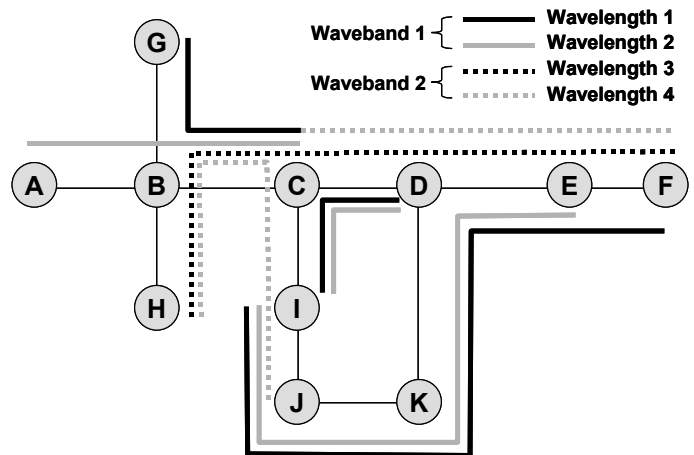 Waveband 1
Wavelength 1
Wavelength 2
Waveband 2
Wavelength 3
Wavelength 4
G
A B C D E F
H I
J K